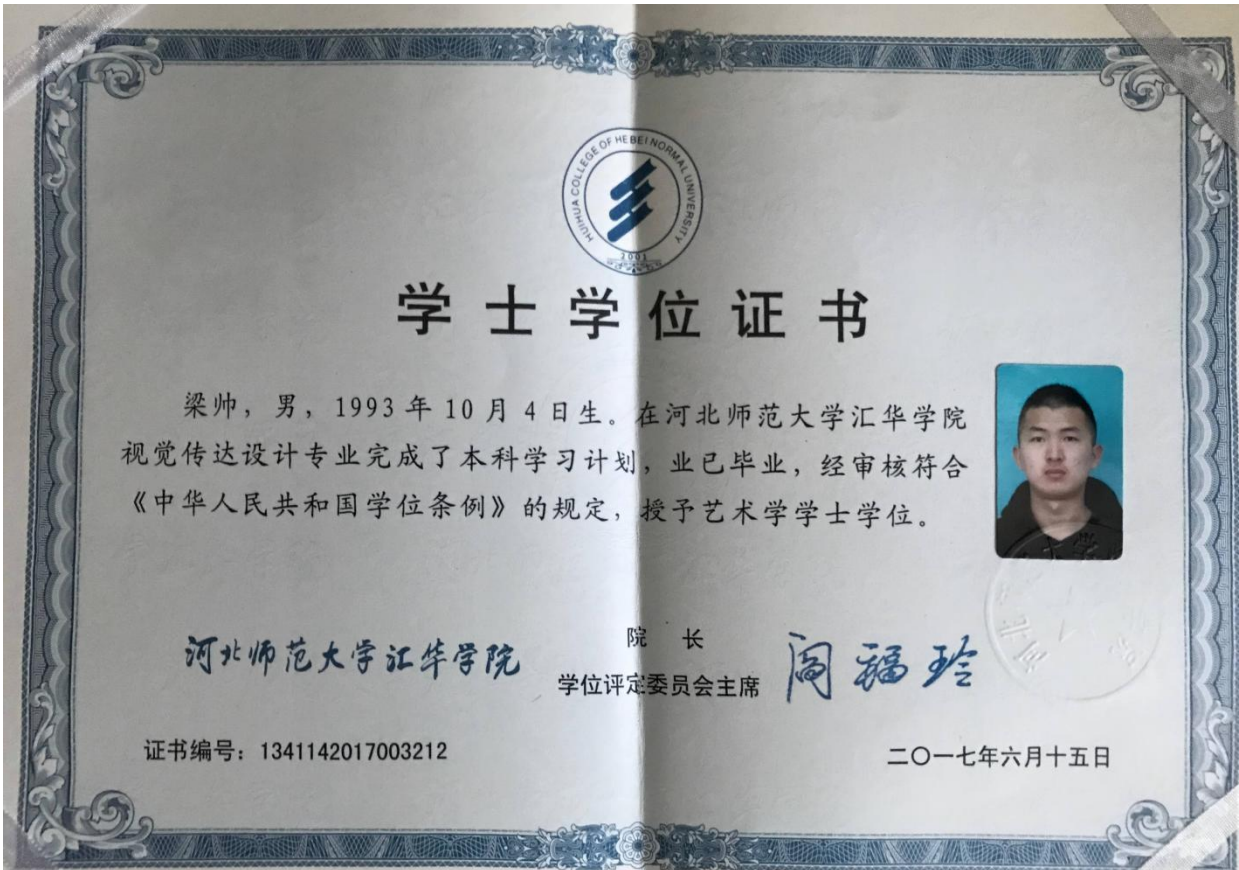 HUIHUA COLLEGE OF HEBEI NORMAL UNIVERSITY
2001
学士学位证书
梁帅，男，1993年10月4日生。在河北师范大学汇华学院
视觉传达设计专业完成了本科学习计划，业已毕业，经审核符合
《中华人民共和国学位条例》的规定，授予艺术学学士学位。
河北师范大学汇华学院
院 长
学位评定委员会主席
阎福玲
证书编号：1341142017003212
二〇一七年六月十五日